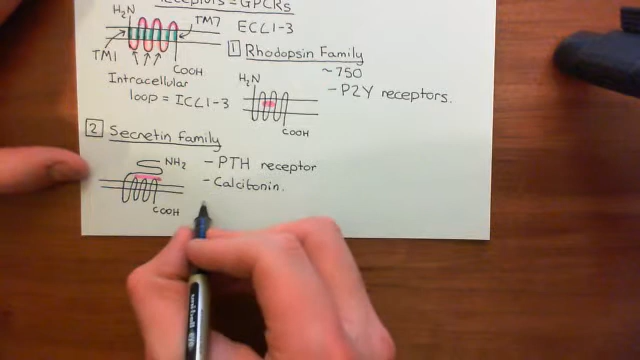 Receptors = GPCRs
H₂N
TM7
ECL1-3
TM1
COOH
Intracellular
loop = ICL1-3
1 Rhodopsin Family
~750
- P2Y receptors.
H₂N
COOH
2 Secretin Family
NH₂
- PTH receptor
- Calcitonin.
COOH